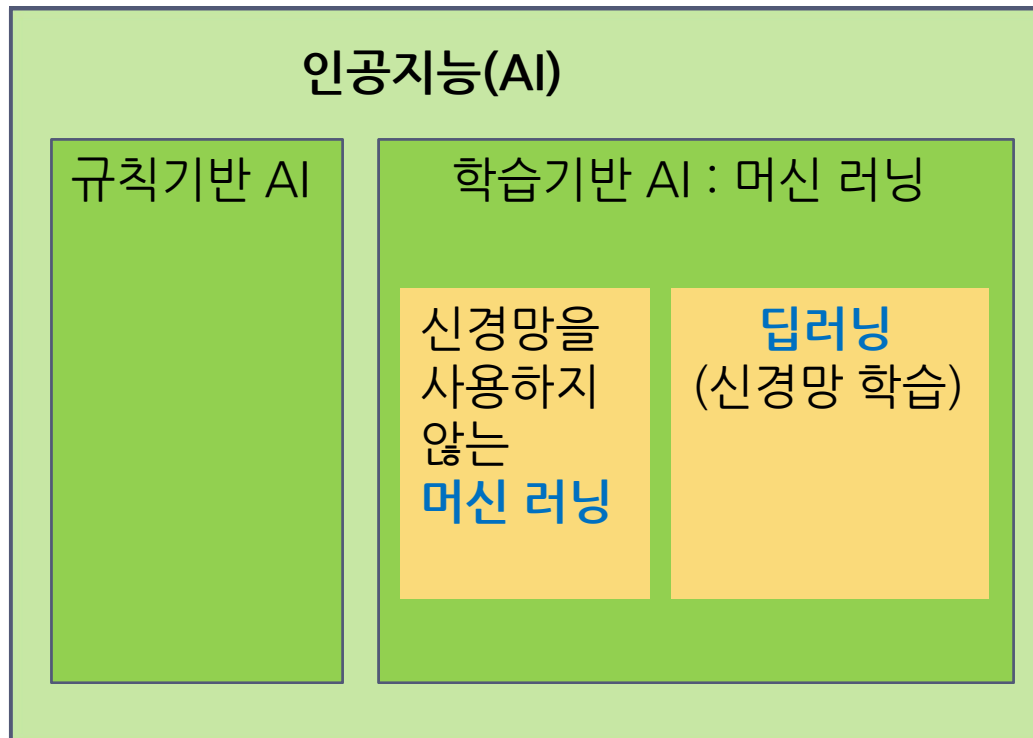 인공지능(AI)
규칙기반 AI
학습기반 AI : 머신 러닝
신경망을
사용하지
않는
머신 러닝
딥러닝
(신경망 학습)